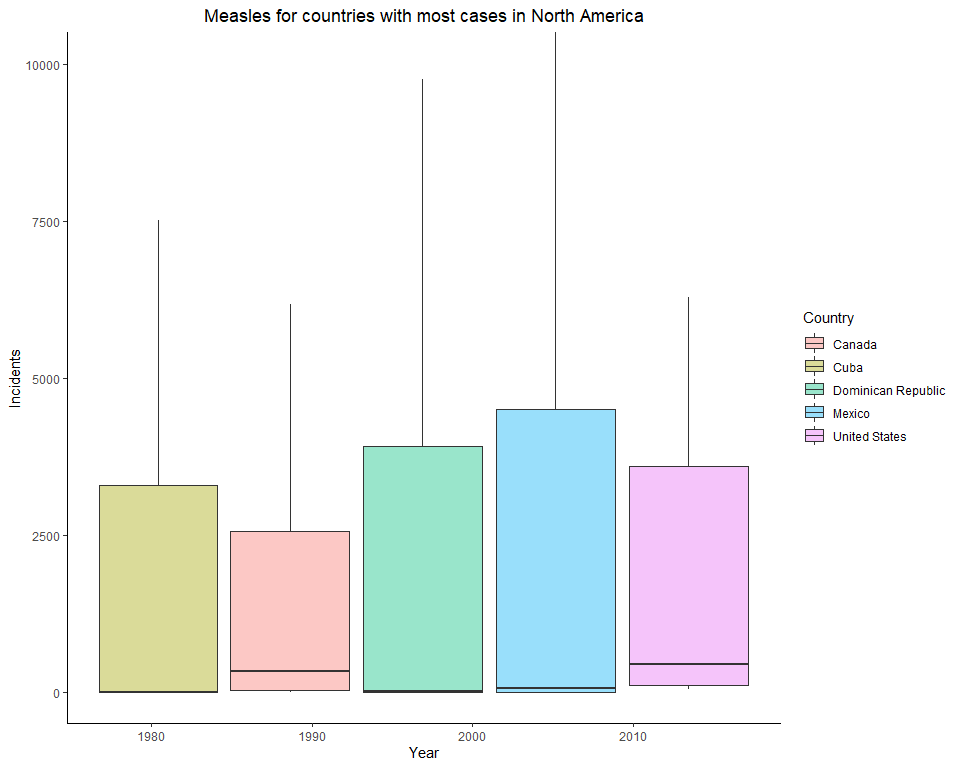 Measles for countries with most cases in North America
10000
7500
5000
2500
0
Incidents
1980
1990
2000
2010
Year
Country
Canada
Cuba
Dominican Republic
Mexico
United States